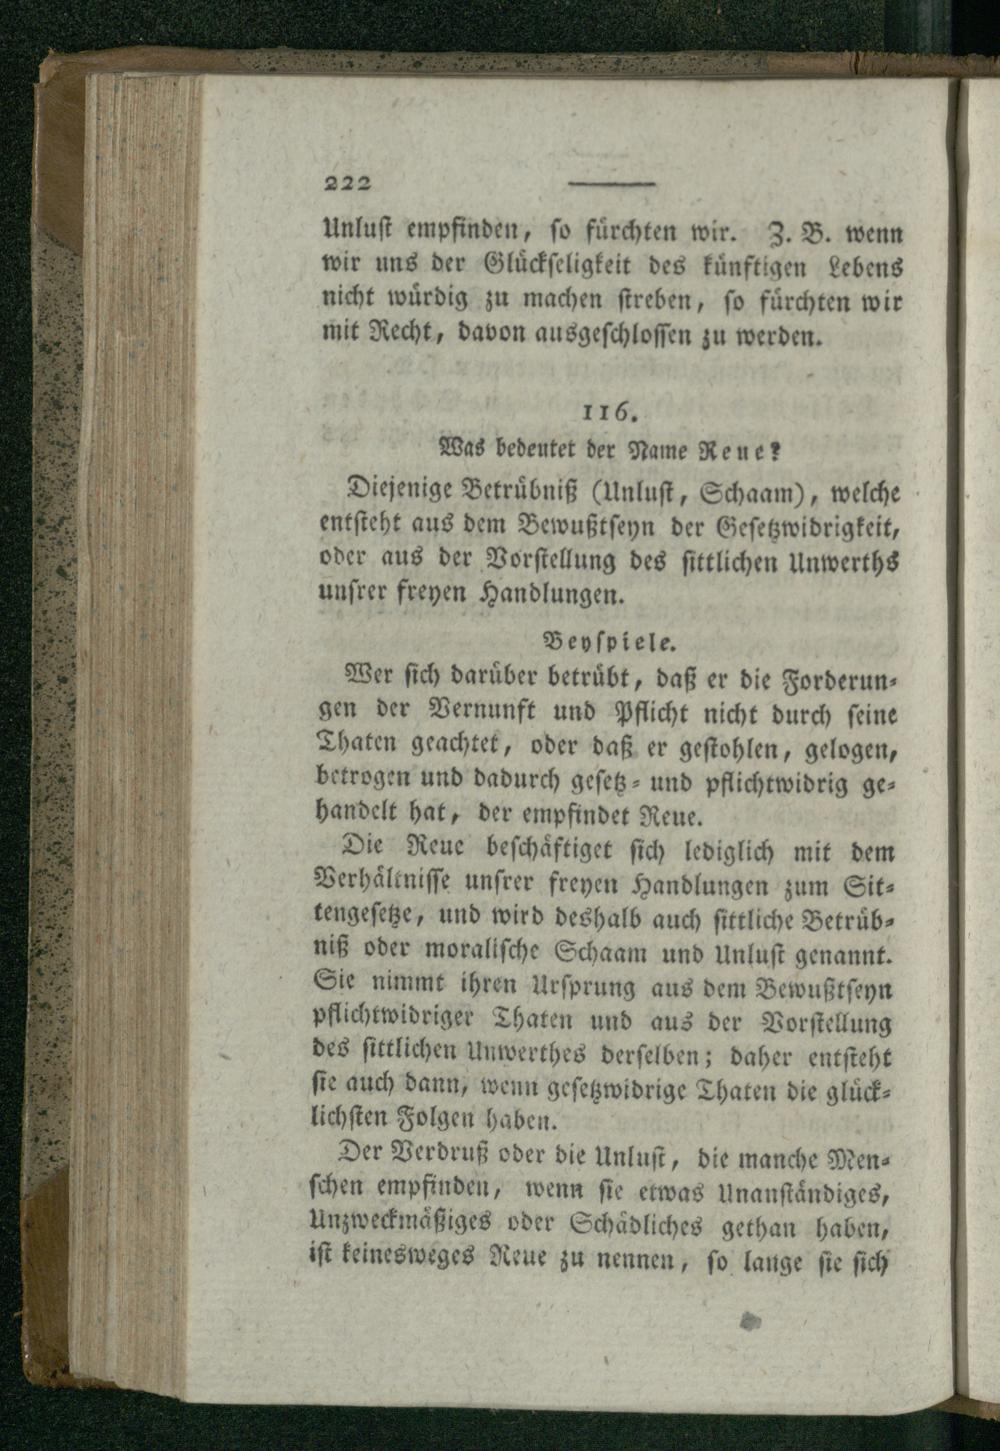 222
Unlust empfinden, so fürchten wir. Z. B. wenn
wir uns der Glückseligkeit des künftigen Lebens
nicht würdig zu machen streben, so fürchten wir
mit Recht, davon ausgeschlossen zu werden.
116.
Was bedeutet der Name Reue?
Diejenige Betrübniß (Unlust, Schaam), welche
entsteht aus dem Bewußtseyn der Gesetzwidrigkeit,
oder aus der Vorstellung des sittlichen Unwerths
unsrer freyen Handlungen.
Beyspiele.
Wer sich darüber betrübt, daß er die Forderun-
gen der Vernunft und Pflicht nicht durch seine
Thaten geachtet, oder daß er gestohlen, gelogen,
betrogen und dadurch gesetz- und pflichtwidrig ge-
handelt hat, der empfindet Reue.
Die Reue beschäftiget sich lediglich mit dem
Verhältnisse unsrer freyen Handlungen zum Sit-
tengesetze, und wird deshalb auch sittliche Betrüb-
niß oder moralische Schaam und Unlust genannt.
Sie nimmt ihren Ursprung aus dem Bewußtseyn
pflichtwidriger Thaten und aus der Vorstellung
des sittlichen Unwerthes derselben; daher entsteht
sie auch dann, wenn gesetzwidrige Thaten die glück-
lichsten Folgen haben.
Der Verdruß oder die Unlust, die manche Men-
schen empfinden, wenn sie etwas Unanständiges,
Unzweckmäßiges oder Schädliches gethan haben,
ist keinesweges Reue zu nennen, so lange sie sich